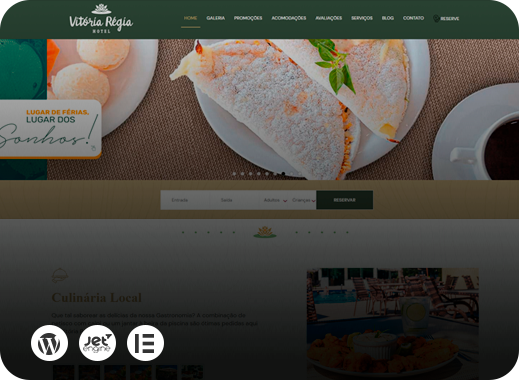 Vitória Régia
HOTEL
HOME GALERIA PROMOÇÕES ACOMODAÇÕES AVALIAÇÕES SERVIÇOS BLOG CONTATO RESERVE
LUGAR DE FÉRIAS,
LUGAR DOS
Sonhos!
Entrada Saída Adultos Crianças RESERVAR
Culinária Local
W Jet engine